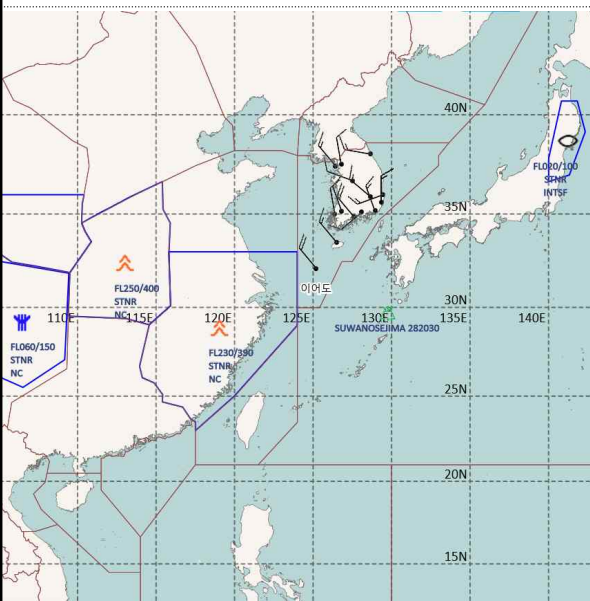 40N
FL020/100
STNR
INTSF
35N
FL250/400
STNR
NC
이어도
30N
110E
115E
120E
125E
130E
135E
140E
SUWANOSEJIMA 282030
FL060/150
STNR
NC
FL230/390
STNR
NC
25N
20N
15N